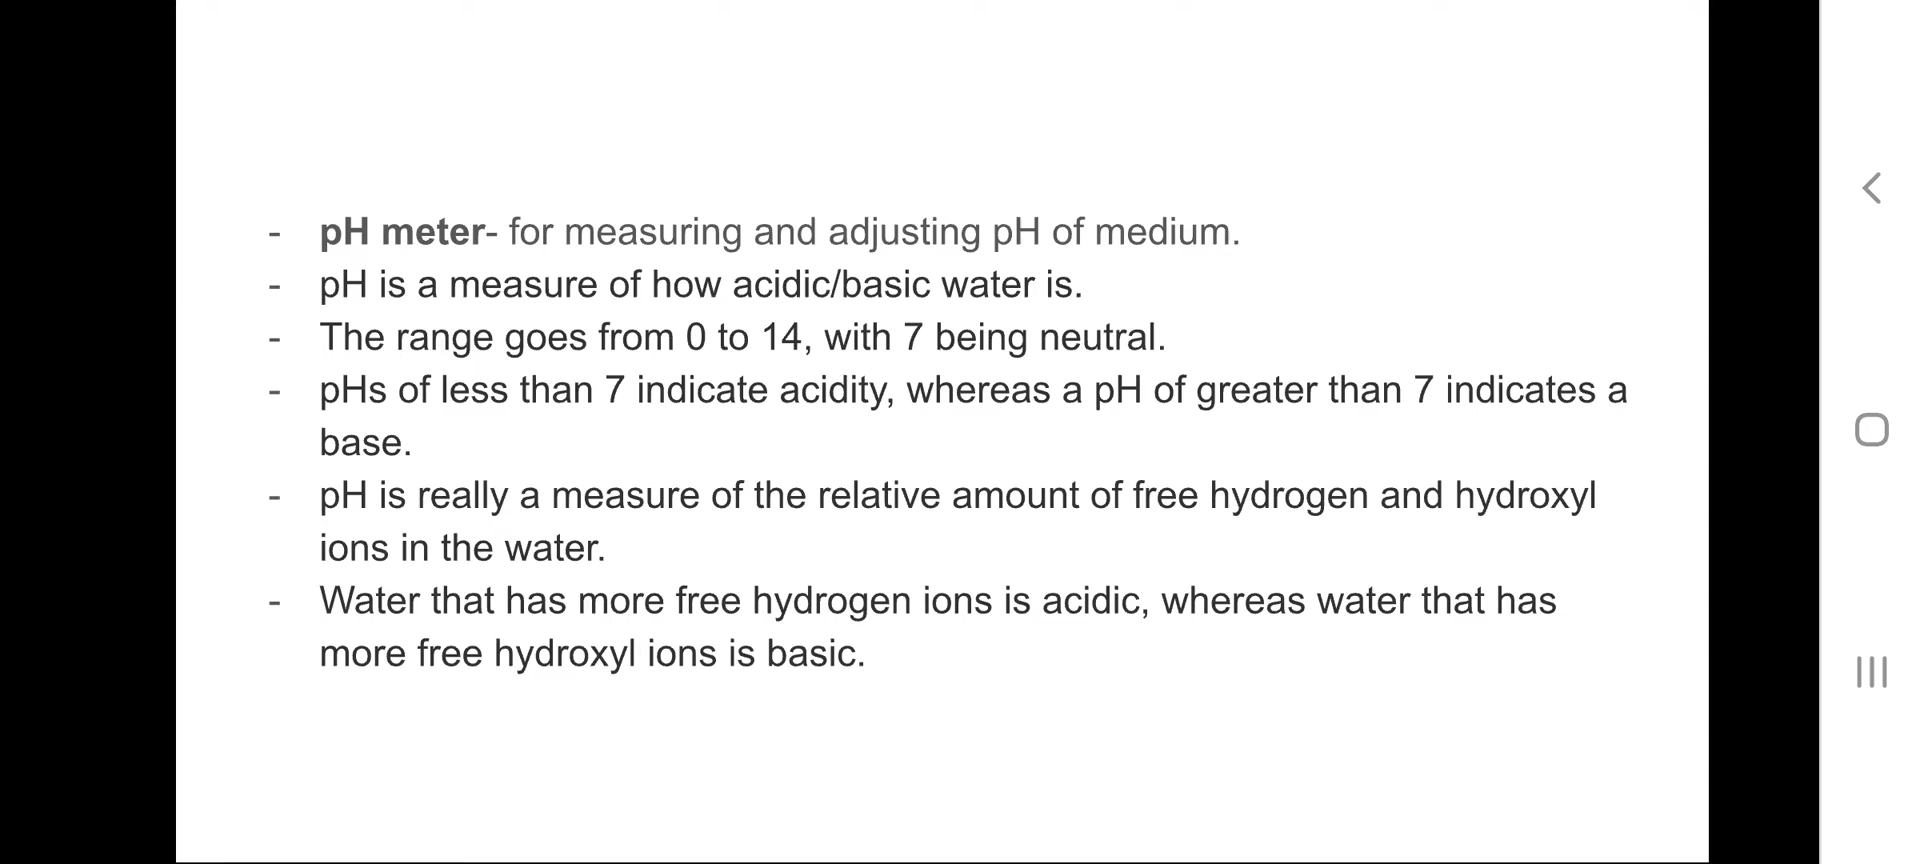 - pH meter- for measuring and adjusting pH of medium.
- pH is a measure of how acidic/basic water is.
- The range goes from 0 to 14, with 7 being neutral.
- pHs of less than 7 indicate acidity, whereas a pH of greater than 7 indicates a
base.
- pH is really a measure of the relative amount of free hydrogen and hydroxyl
ions in the water.
- Water that has more free hydrogen ions is acidic, whereas water that has
more free hydroxyl ions is basic.